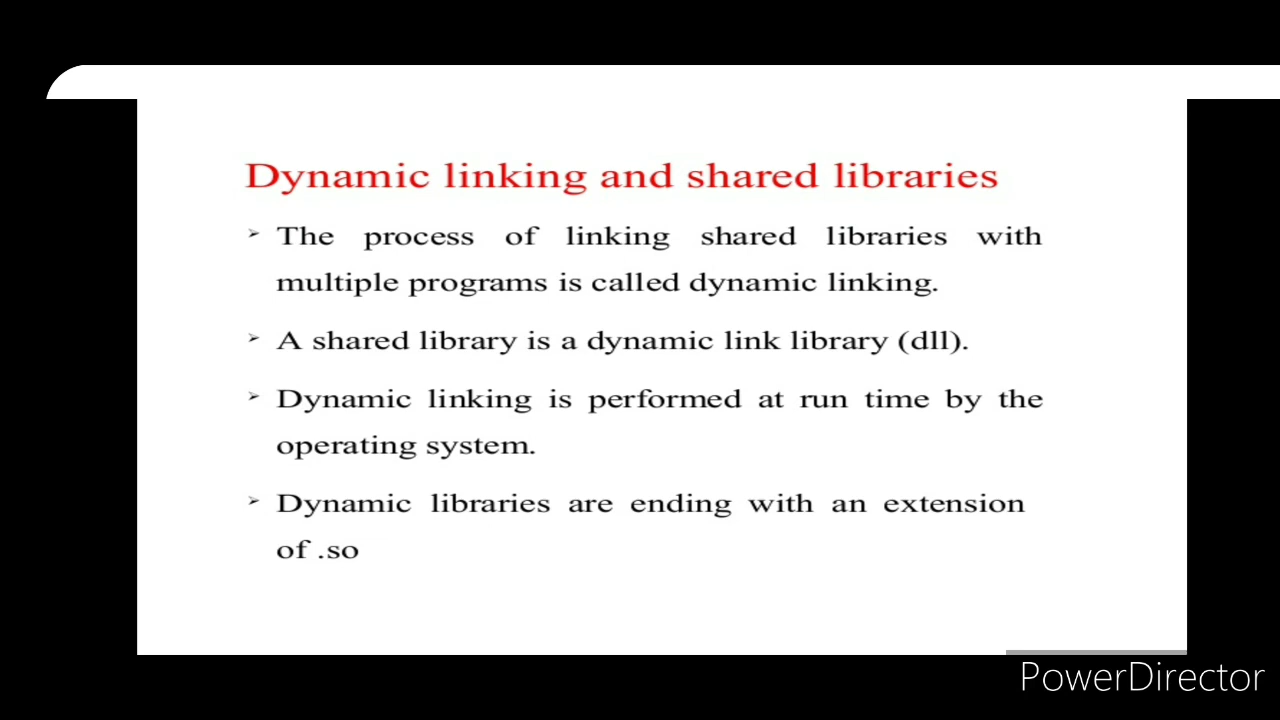 Dynamic linking and shared libraries
➢ The process of linking shared libraries with
multiple programs is called dynamic linking.
➢ A shared library is a dynamic link library (dll).
➢ Dynamic linking is performed at run time by the
operating system.
➢ Dynamic libraries are ending with an extension
of .so
PowerDirector